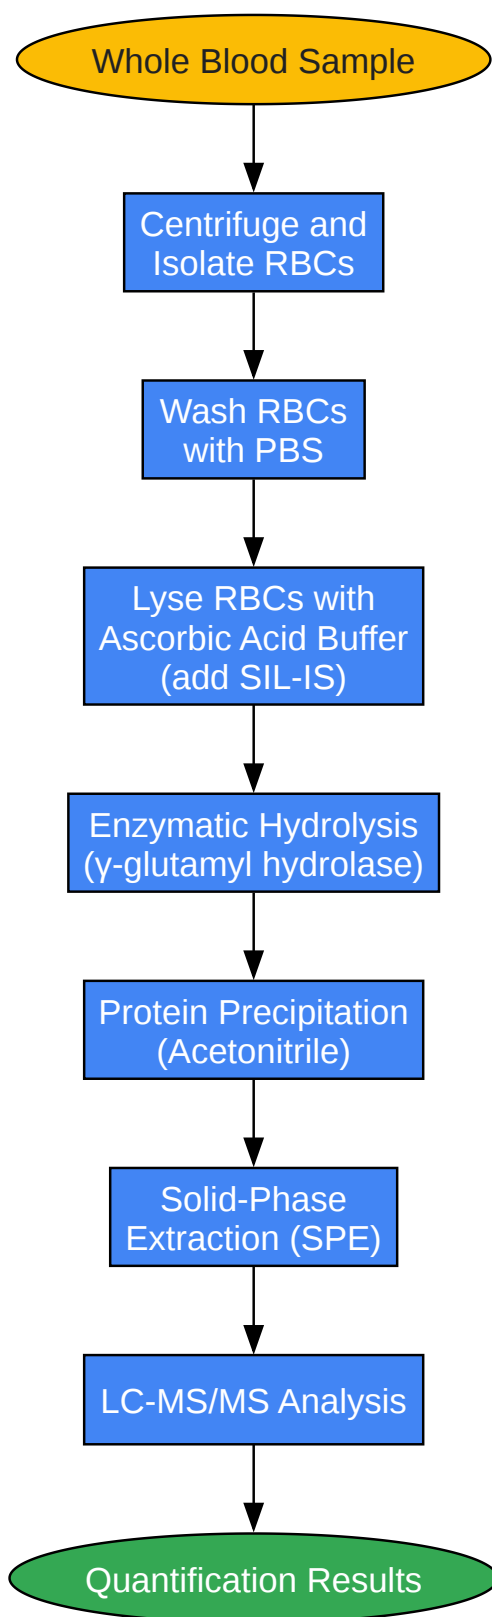 Whole Blood Sample
Centrifuge and
Isolate RBCs
Wash RBCs
with PBS
Lyse RBCs with
Ascorbic Acid Buffer
(add SIL-IS)
Enzymatic Hydrolysis
(γ-glutamyl hydrolase)
Protein Precipitation
(Acetonitrile)
Solid-Phase
Extraction (SPE)
LC-MS/MS Analysis
Quantification Results